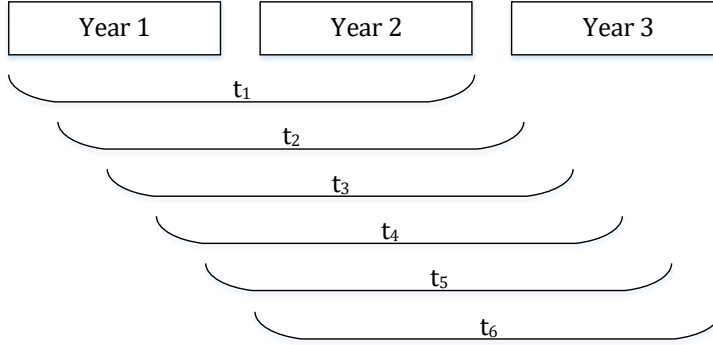 Year 1 Year 2 Year 3
t₁
t₂
t₃
t₄
t₅
t₆